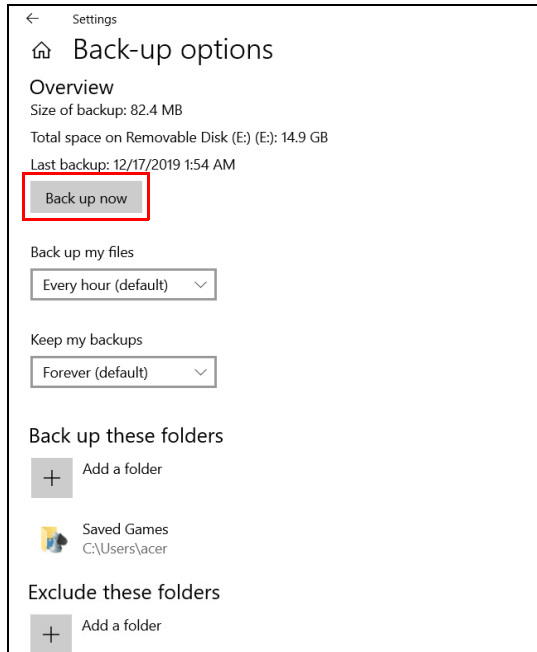 Settings
Back-up options
Overview
Size of backup: 82.4 MB
Total space on Removable Disk (E:) (E:): 14.9 GB
Last backup: 12/17/2019 1:54 AM
Back up now
Back up my files
Every hour (default)
Keep my backups
Forever (default)
Back up these folders
Add a folder
Saved Games
C:\Users\acer
Exclude these folders
Add a folder